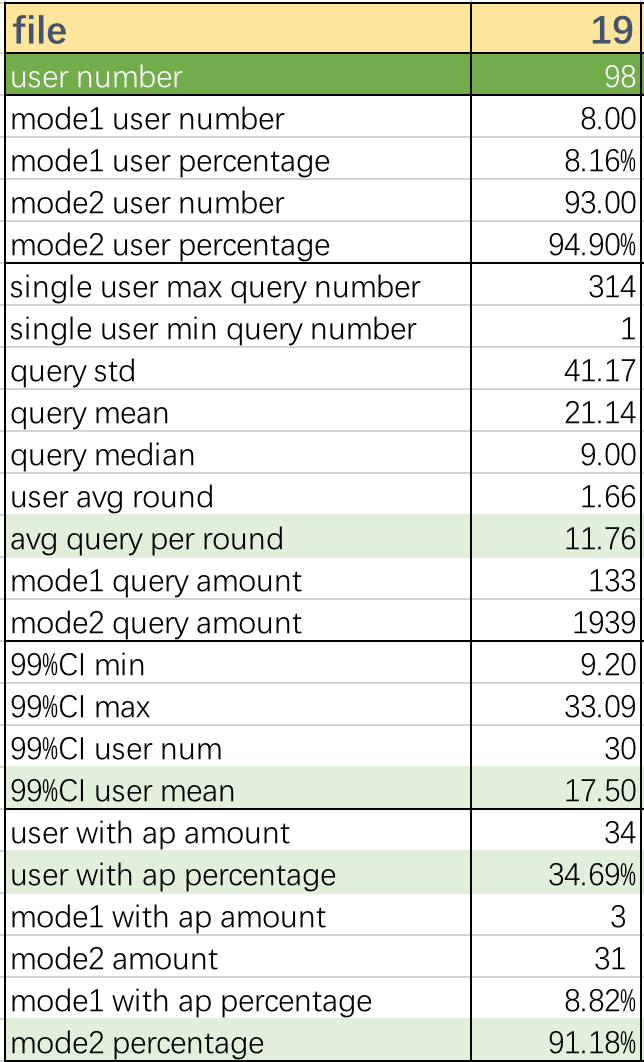 file 19
user number 98
mode1 user number 8.00
mode1 user percentage 8.16%
mode2 user number 93.00
mode2 user percentage 94.90%
single user max query number 314
single user min query number 1
query std 41.17
query mean 21.14
query median 9.00
user avg round 1.66
avg query per round 11.76
mode1 query amount 133
mode2 query amount 1939
99%CI min 9.20
99%CI max 33.09
99%CI user num 30
99%CI user mean 17.50
user with ap amount 34
user with ap percentage 34.69%
mode1 with ap amount 3
mode2 amount 31
mode1 with ap percentage 8.82%
mode2 percentage 91.18%